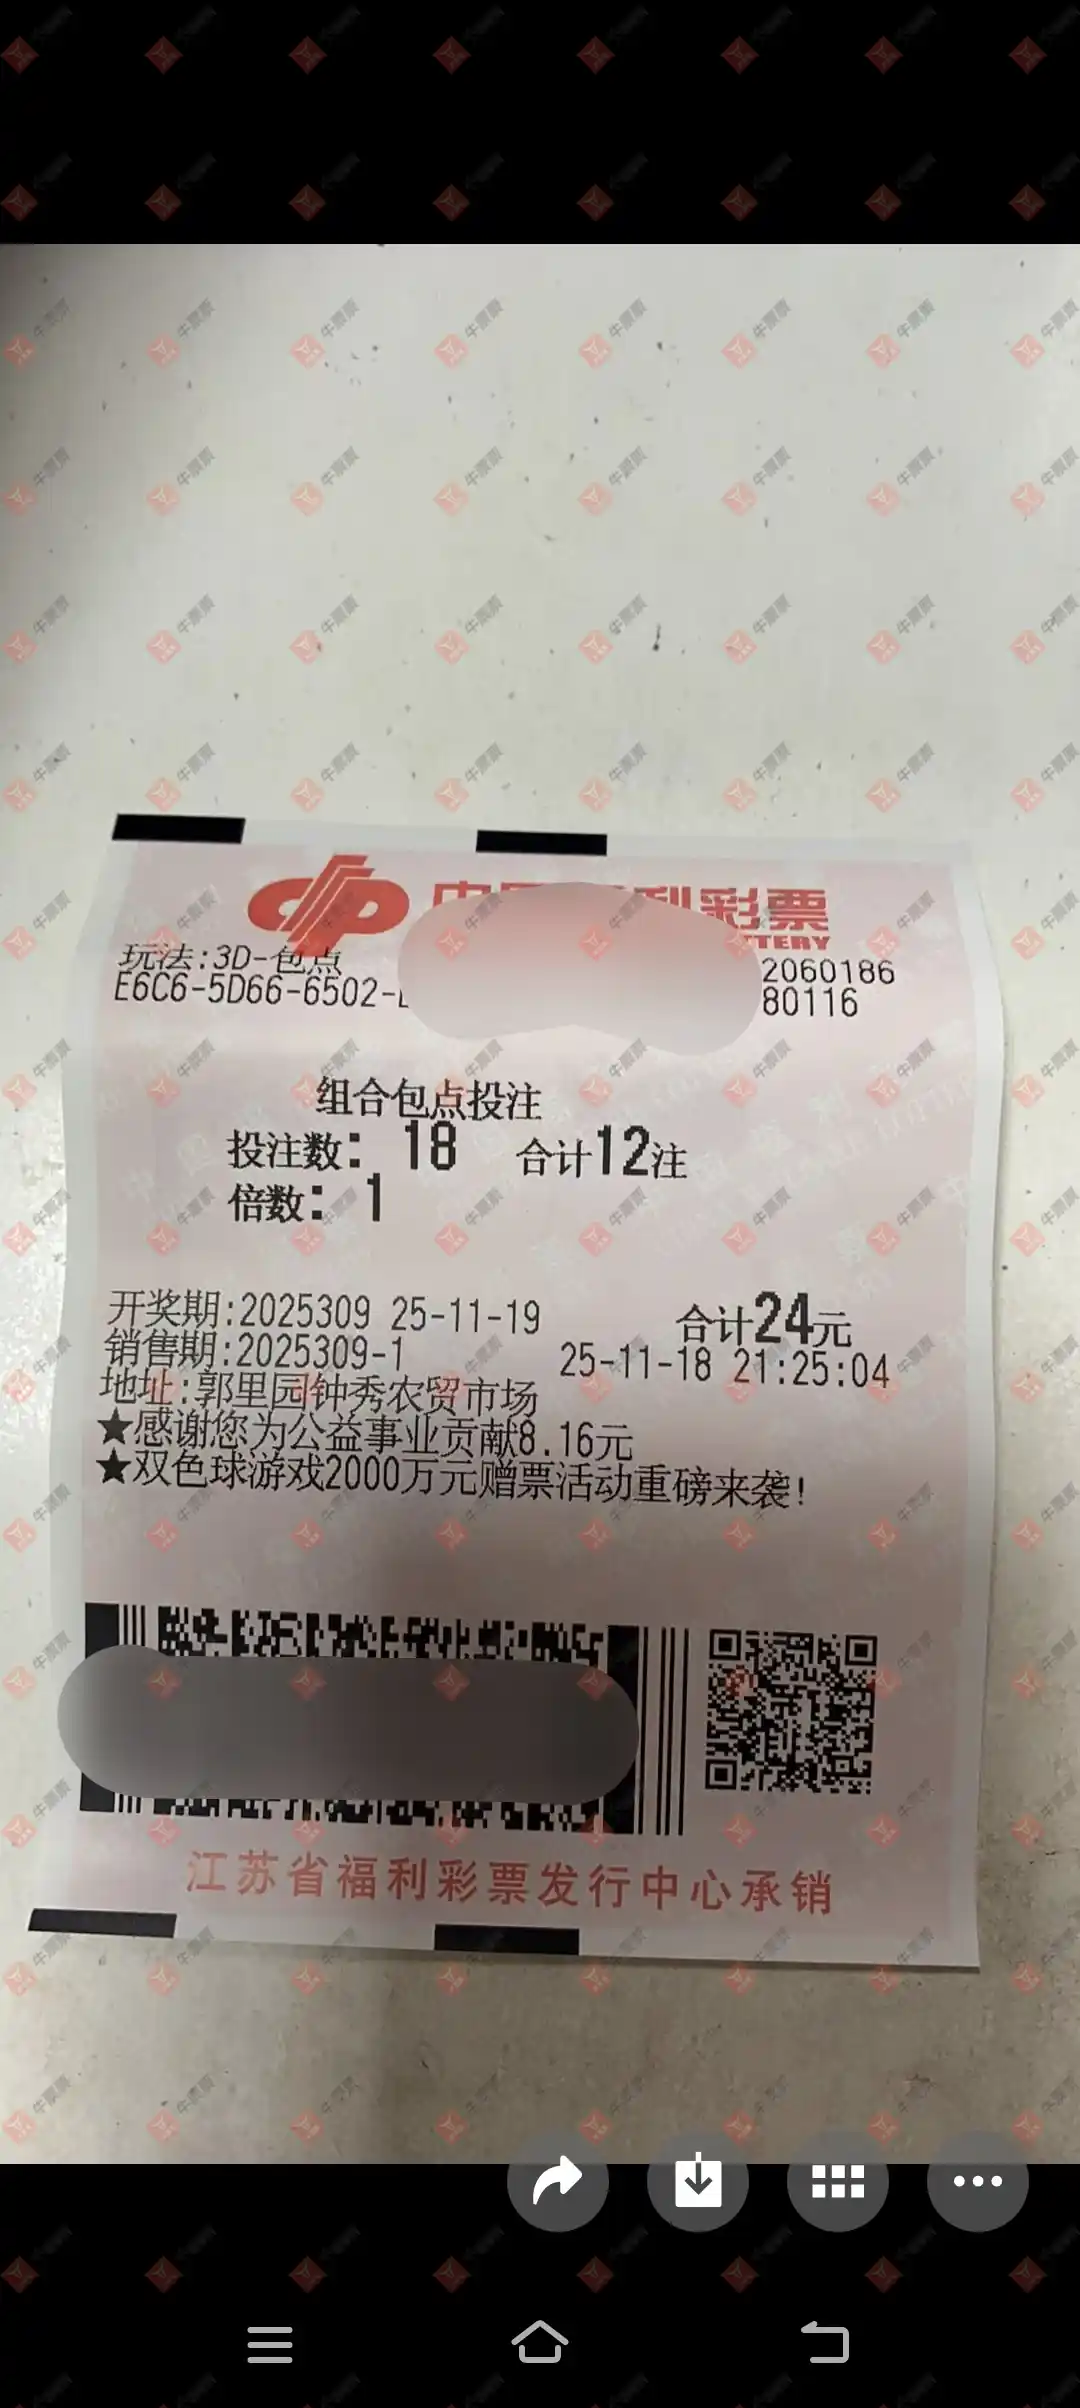 利彩票
TTERY
玩法:3D-包点
2060186
E6C6-5D66-6502-
80116
组合包点投注
投注数: 18 合计12注
倍数: 1
开奖期:2025309 25-11-19 合计24元
销售期:2025309-1 25-11-18 21:25:04
地址:郭里园钟秀农贸市场
★感谢您为公益事业贡献8.16元
★双色球游戏2000万元赠票活动重磅来袭!
江苏省福利彩票发行中心承销
牛票票